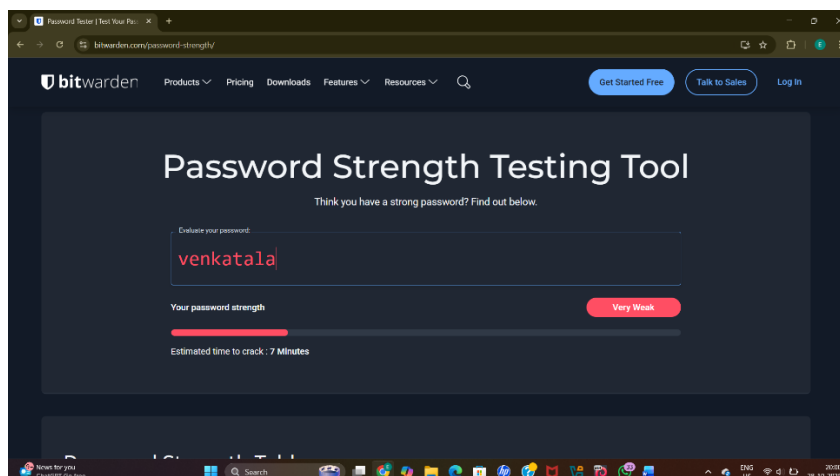 Password Tester | Test Your Pass
bitwarden.com/password-strength/
bitwarden
Products
Pricing
Downloads
Features
Resources
Get Started Free
Talk to Sales
Log In
Password Strength Testing Tool
Think you have a strong password? Find out below.
Evaluate your password:
venkatala
Your password strength
Very Weak
Estimated time to crack : 7 Minutes
News for you
Search
ENG